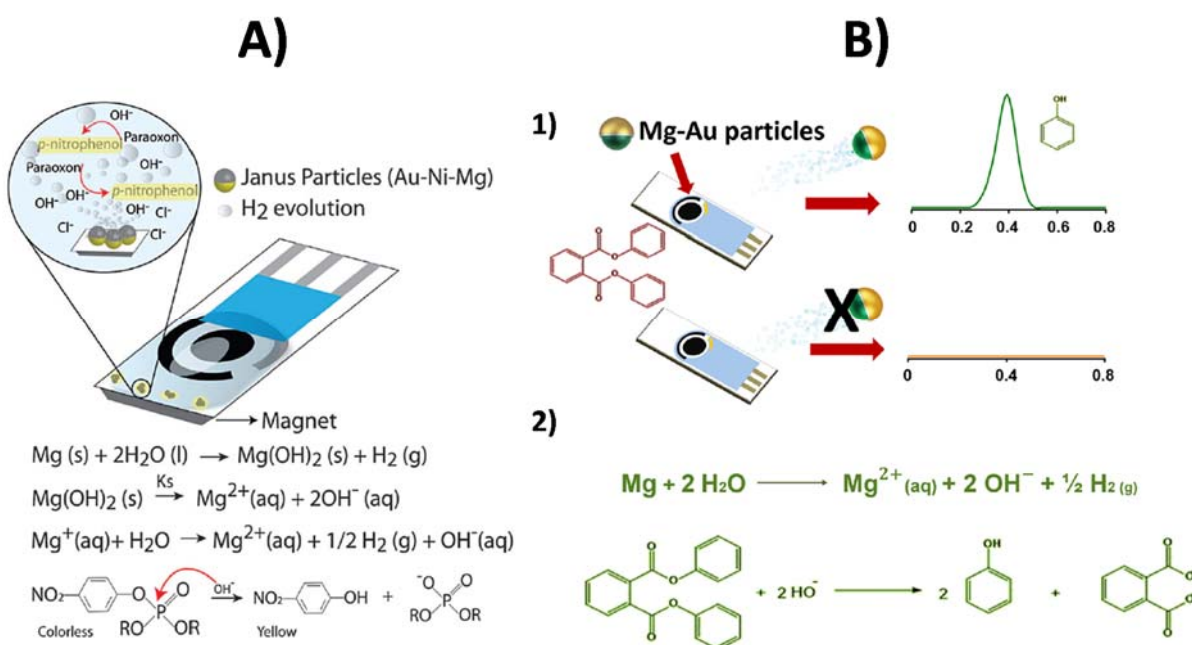 A)
OH⁻
p-nitrophenol
Paraoxon
OH⁻
Paraoxon
OH⁻
p-nitrophenol
OH⁻ OH⁻ Cl⁻
Cl⁻ Cl⁻
Janus Particles (Au-Ni-Mg)
H₂ evolution
Magnet
Mg (s) + 2H₂O (l) → Mg(OH)₂ (s) + H₂ (g)
Ks
Mg(OH)₂ (s) → Mg²⁺(aq) + 2OH⁻ (aq)
Mg⁺(aq)+ H₂O → Mg²⁺(aq) + 1/2 H₂ (g) + OH⁻(aq)
NO₂ O P O RO OR OH⁻ → NO₂ OH + ⁻O P O RO OR
Colorless Yellow
B)
1)
Mg-Au particles
OH
0 0.2 0.4 0.6 0.8
O O O O
X
0 0.4 0.8
2)
Mg + 2 H₂O → Mg²⁺ (aq) + 2 OH⁻ + ½ H₂ (g)
O O O O + 2 HO⁻ → 2 OH + O O O O